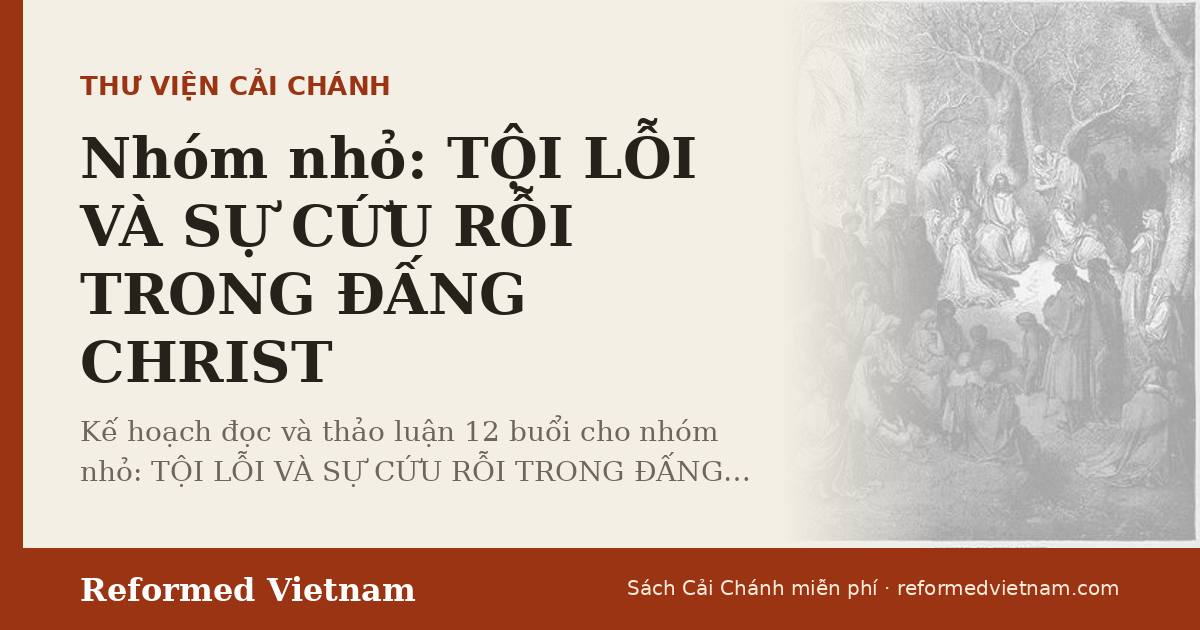 THƯ VIỆN CẢI CHÁNH
Nhóm nhỏ: TỘI LỖI
VÀ SỰ CỨU RỖI
TRONG ĐẤNG
CHRIST
Kế hoạch đọc và thảo luận 12 buổi cho nhóm
nhỏ: TỘI LỖI VÀ SỰ CỨU RỖI TRONG ĐẤNG...
Reformed Vietnam
Sách Cải Chánh miễn phí · reformedvietnam.com